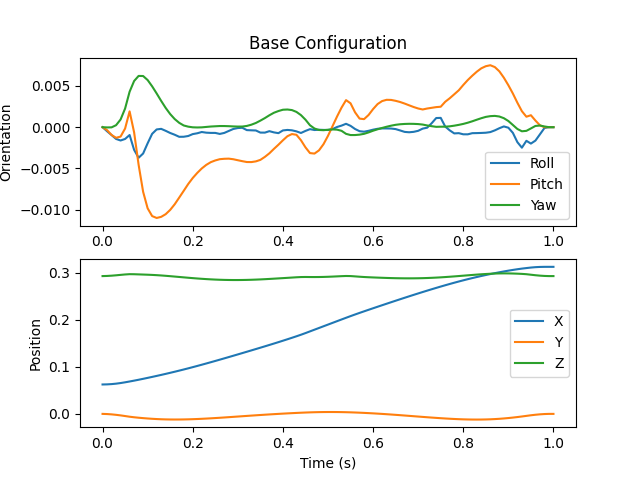 Base Configuration
Orientation
0.005
0.000
−0.005
−0.010
0.0 0.2 0.4 0.6 0.8 1.0
Roll
Pitch
Yaw
Position
0.3
0.2
0.1
0.0
X
Y
Z
0.0 0.2 0.4 0.6 0.8 1.0
Time (s)